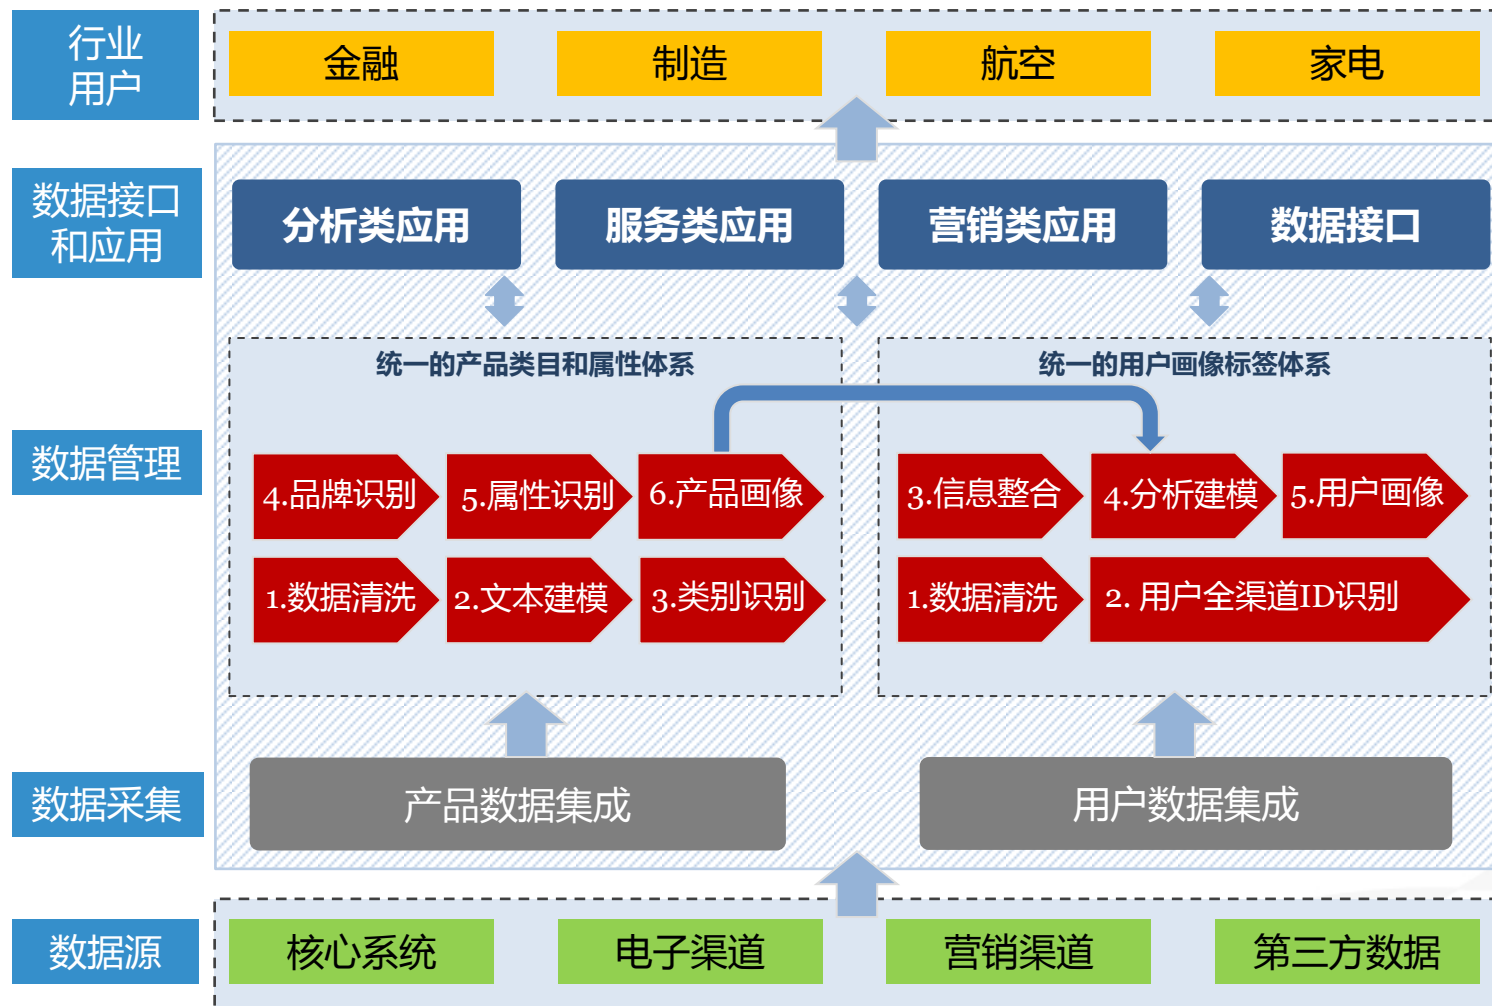 行业
用户
金融
制造
航空
家电
数据接口
和应用
分析类应用
服务类应用
营销类应用
数据接口
数据管理
统一的产品类目和属性体系
4.品牌识别
5.属性识别
6.产品画像
1.数据清洗
2.文本建模
3.类别识别
统一的用户画像标签体系
3.信息整合
4.分析建模
5.用户画像
1.数据清洗
2. 用户全渠道ID识别
数据采集
产品数据集成
用户数据集成
数据源
核心系统
电子渠道
营销渠道
第三方数据